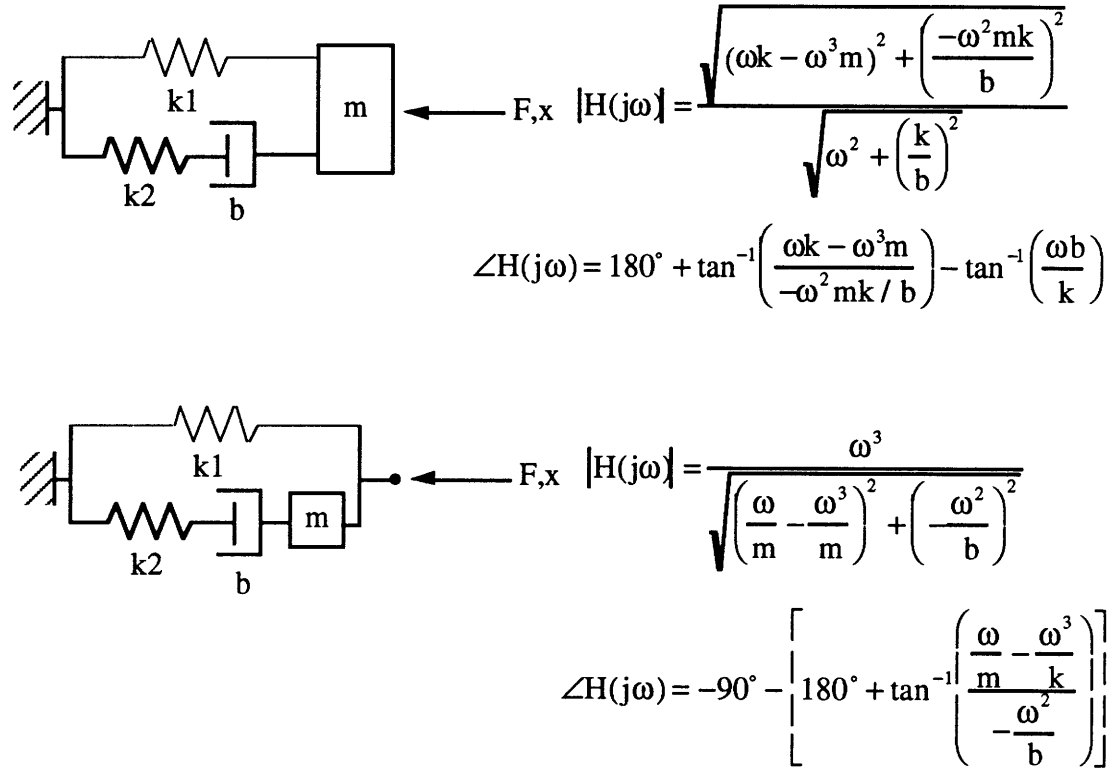 k1
m
k2
b
F,x
|H(jω)| = √((ωk − ω³m)² + (−ω²mk / b)²) / √(ω² + (k / b)²)
∠H(jω) = 180° + tan⁻¹((ωk − ω³m) / (−ω²mk / b)) − tan⁻¹(ωb / k)
k1
m
k2
b
F,x
|H(jω)| = ω³ / √((ω/m − ω³/m)² + (−ω²/b)²)
∠H(jω) = −90° − [180° + tan⁻¹((ω/m − ω³/k) / (−ω²/b))]